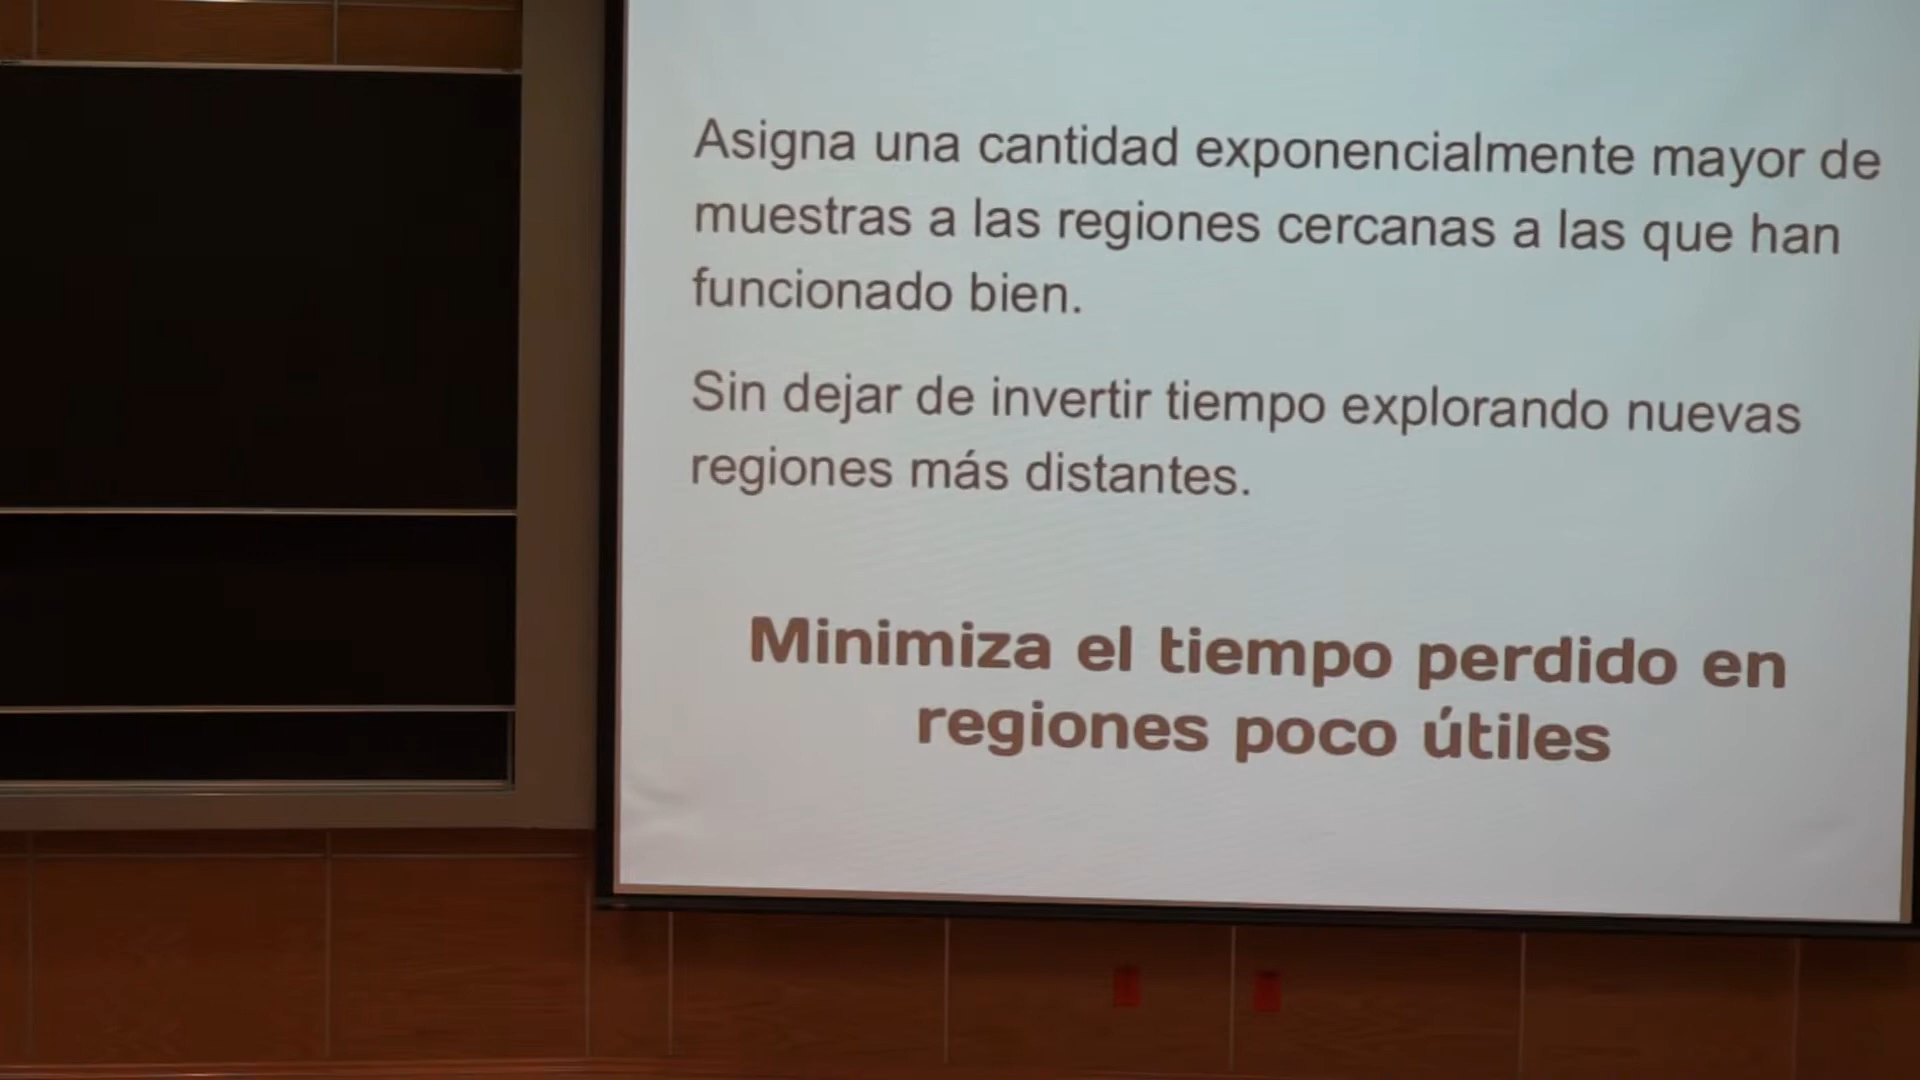 Asigna una cantidad exponencialmente mayor de
muestras a las regiones cercanas a las que han
funcionado bien.
Sin dejar de invertir tiempo explorando nuevas
regiones más distantes.
Minimiza el tiempo perdido en
regiones poco útiles